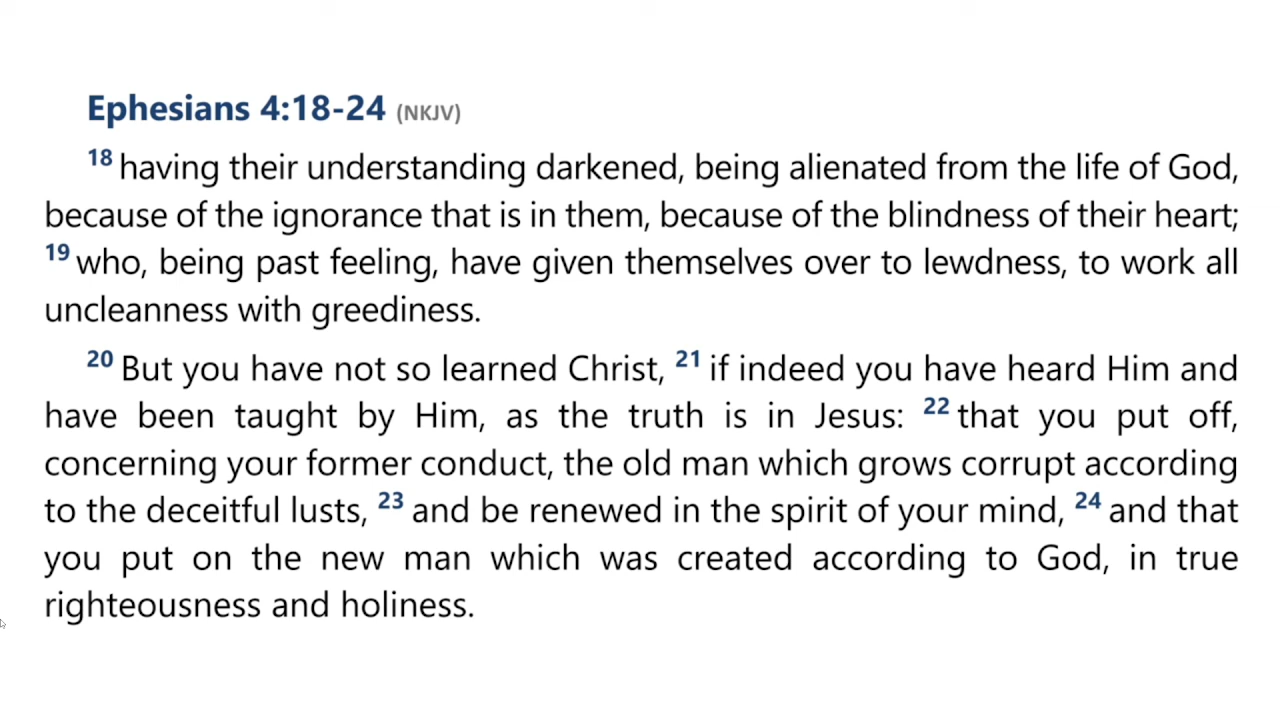 Ephesians 4:18-24 (NKJV)
18 having their understanding darkened, being alienated from the life of God,
because of the ignorance that is in them, because of the blindness of their heart;
19 who, being past feeling, have given themselves over to lewdness, to work all
uncleanness with greediness.
20 But you have not so learned Christ, 21 if indeed you have heard Him and
have been taught by Him, as the truth is in Jesus: 22 that you put off,
concerning your former conduct, the old man which grows corrupt according
to the deceitful lusts, 23 and be renewed in the spirit of your mind, 24 and that
you put on the new man which was created according to God, in true
righteousness and holiness.